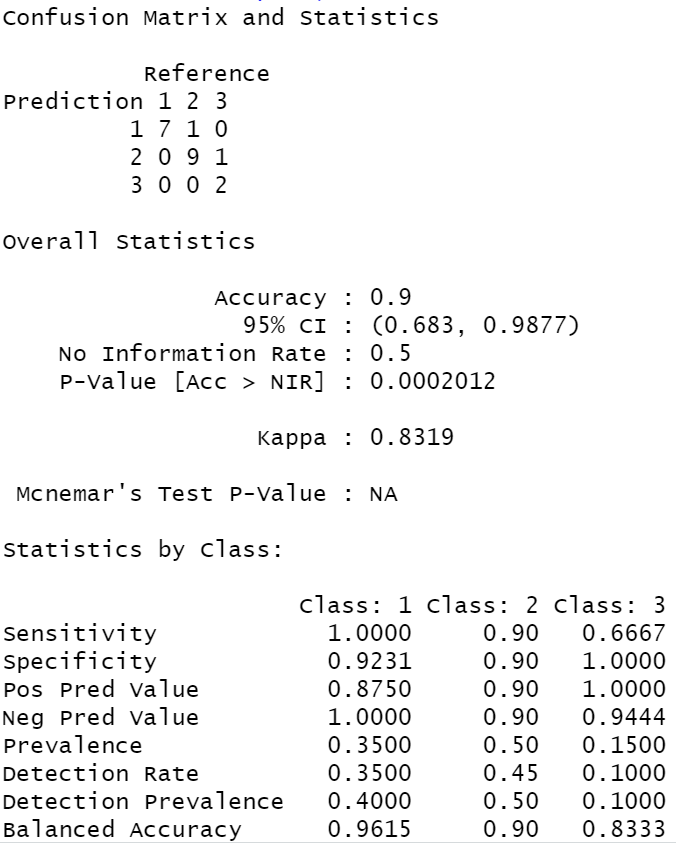 Confusion Matrix and Statistics
Reference
Prediction 1 2 3
1 7 1 0
2 0 9 1
3 0 0 2
Overall Statistics
Accuracy : 0.9
95% CI : (0.683, 0.9877)
No Information Rate : 0.5
P-Value [Acc > NIR] : 0.0002012
Kappa : 0.8319
Mcnemar's Test P-Value : NA
Statistics by Class:
Class: 1 Class: 2 Class: 3
Sensitivity 1.0000 0.90 0.6667
Specificity 0.9231 0.90 1.0000
Pos Pred Value 0.8750 0.90 1.0000
Neg Pred Value 1.0000 0.90 0.9444
Prevalence 0.3500 0.50 0.1500
Detection Rate 0.3500 0.45 0.1000
Detection Prevalence 0.4000 0.50 0.1000
Balanced Accuracy 0.9615 0.90 0.8333